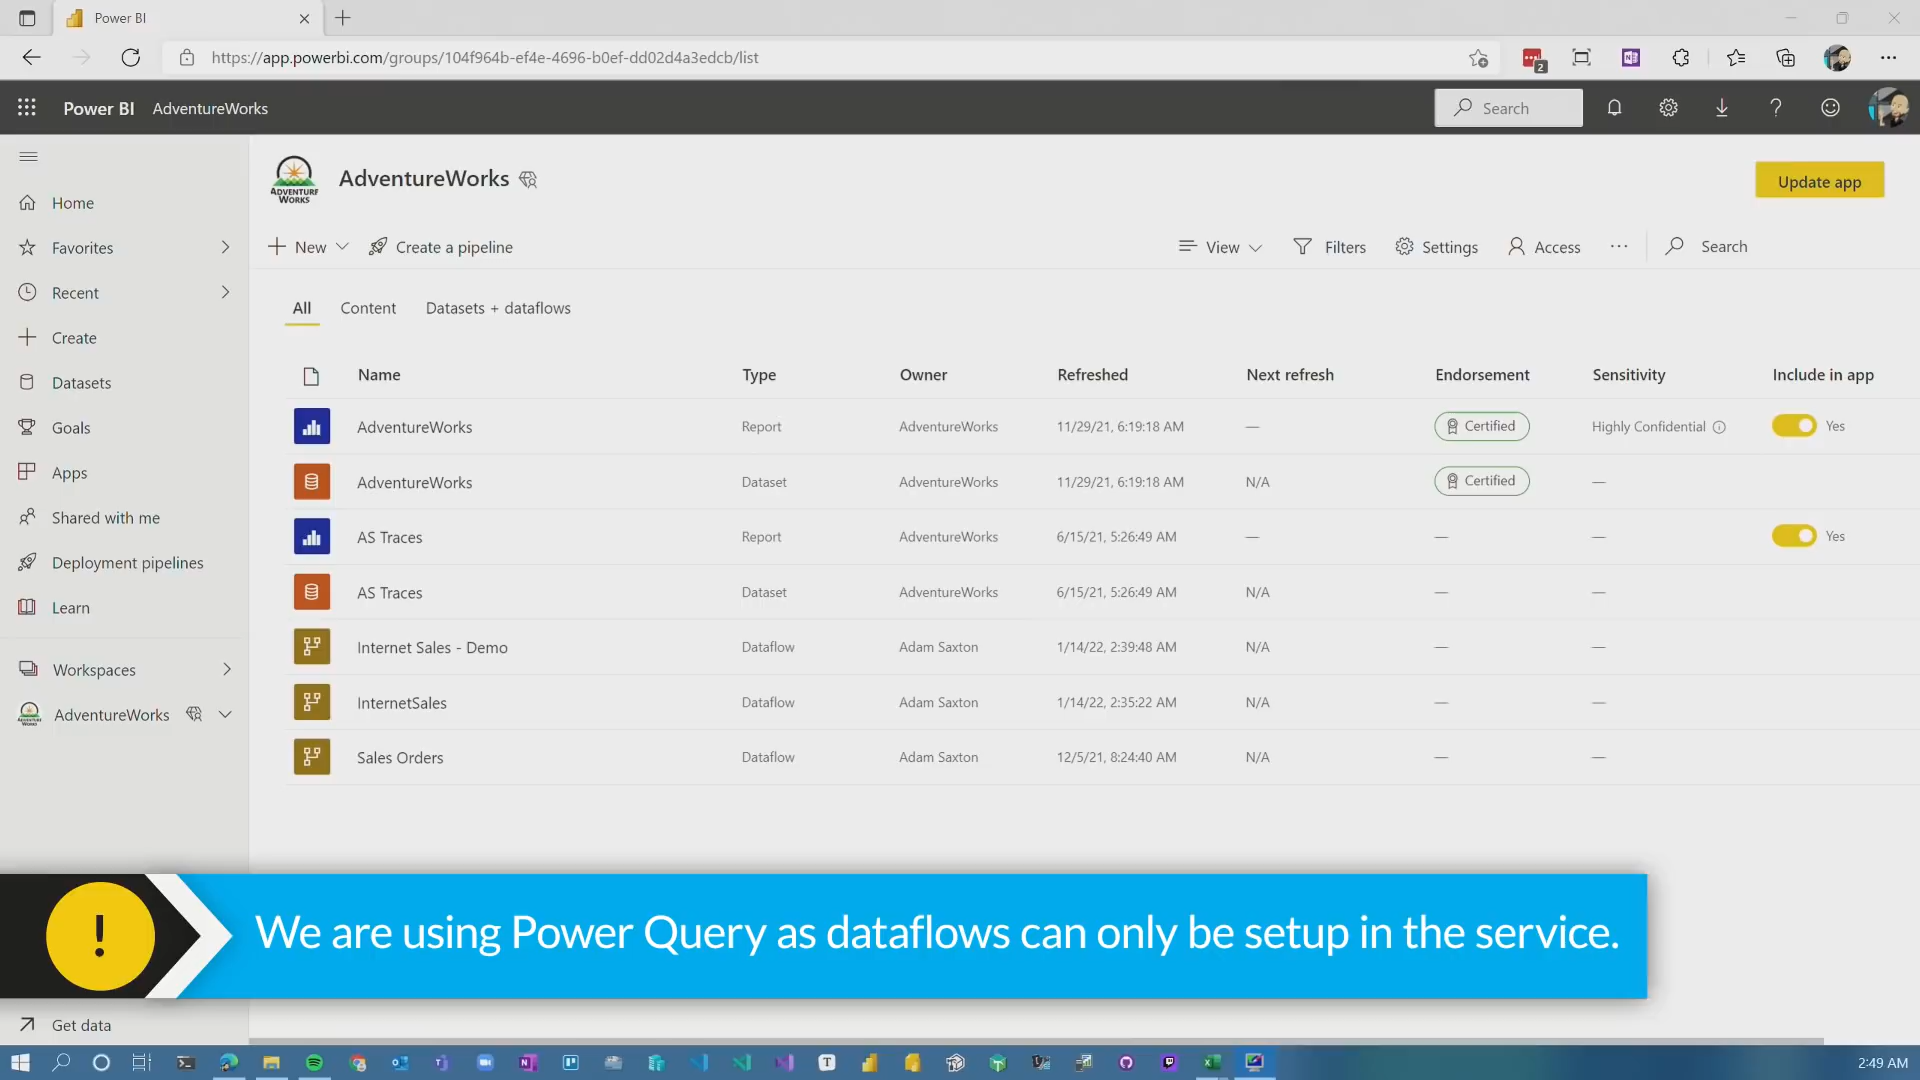 Power BI
https://app.powerbi.com/groups/104f964b-ef4e-4696-b0ef-dd02d4a3edcb/list
2
Power BI AdventureWorks
Search
ADVENTURE
WORKS
AdventureWorks
Update app
New
Create a pipeline
View
Filters
Settings
Access
Search
Home
Favorites
Recent
Create
Datasets
Goals
Apps
Shared with me
Deployment pipelines
Learn
Workspaces
AdventureWorks
Get data
All Content Datasets + dataflows
Name Type Owner Refreshed Next refresh Endorsement Sensitivity Include in app
AdventureWorks Report AdventureWorks 11/29/21, 6:19:18 AM — Certified Highly Confidential Yes
AdventureWorks Dataset AdventureWorks 11/29/21, 6:19:18 AM N/A Certified —
AS Traces Report AdventureWorks 6/15/21, 5:26:49 AM — — — Yes
AS Traces Dataset AdventureWorks 6/15/21, 5:26:49 AM N/A — —
Internet Sales - Demo Dataflow Adam Saxton 1/14/22, 2:39:48 AM N/A — —
InternetSales Dataflow Adam Saxton 1/14/22, 2:35:22 AM N/A — —
Sales Orders Dataflow Adam Saxton 12/5/21, 8:24:40 AM N/A — —
! We are using Power Query as dataflows can only be setup in the service.
2:49 AM